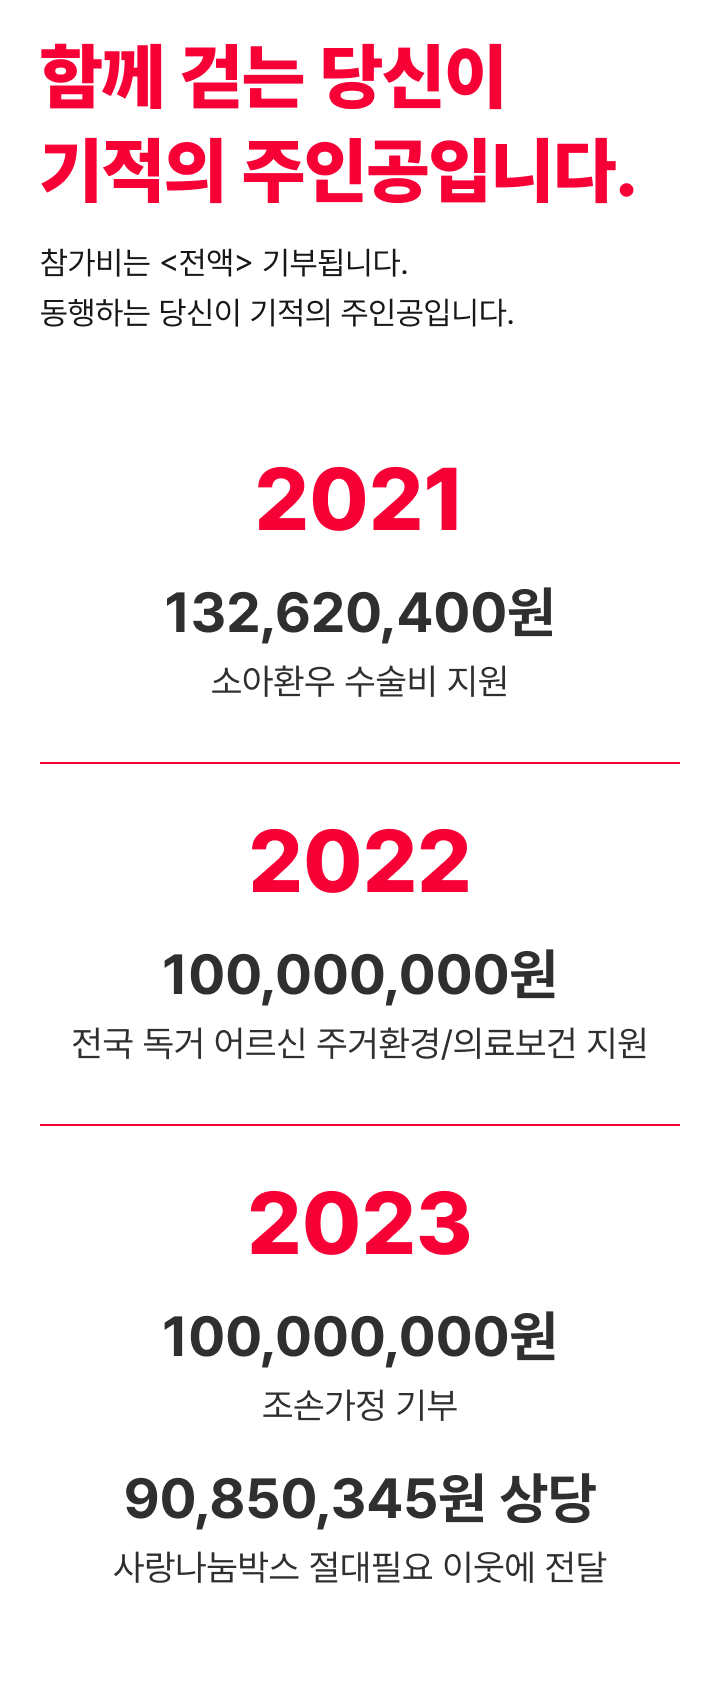 함께 걷는 당신이
기적의 주인공입니다.
참가비는 <전액> 기부됩니다.
동행하는 당신이 기적의 주인공입니다.
2021
132,620,400원
소아환우 수술비 지원
2022
100,000,000원
전국 독거 어르신 주거환경/의료보건 지원
2023
100,000,000원
조손가정 기부
90,850,345원 상당
사랑나눔박스 절대필요 이웃에 전달